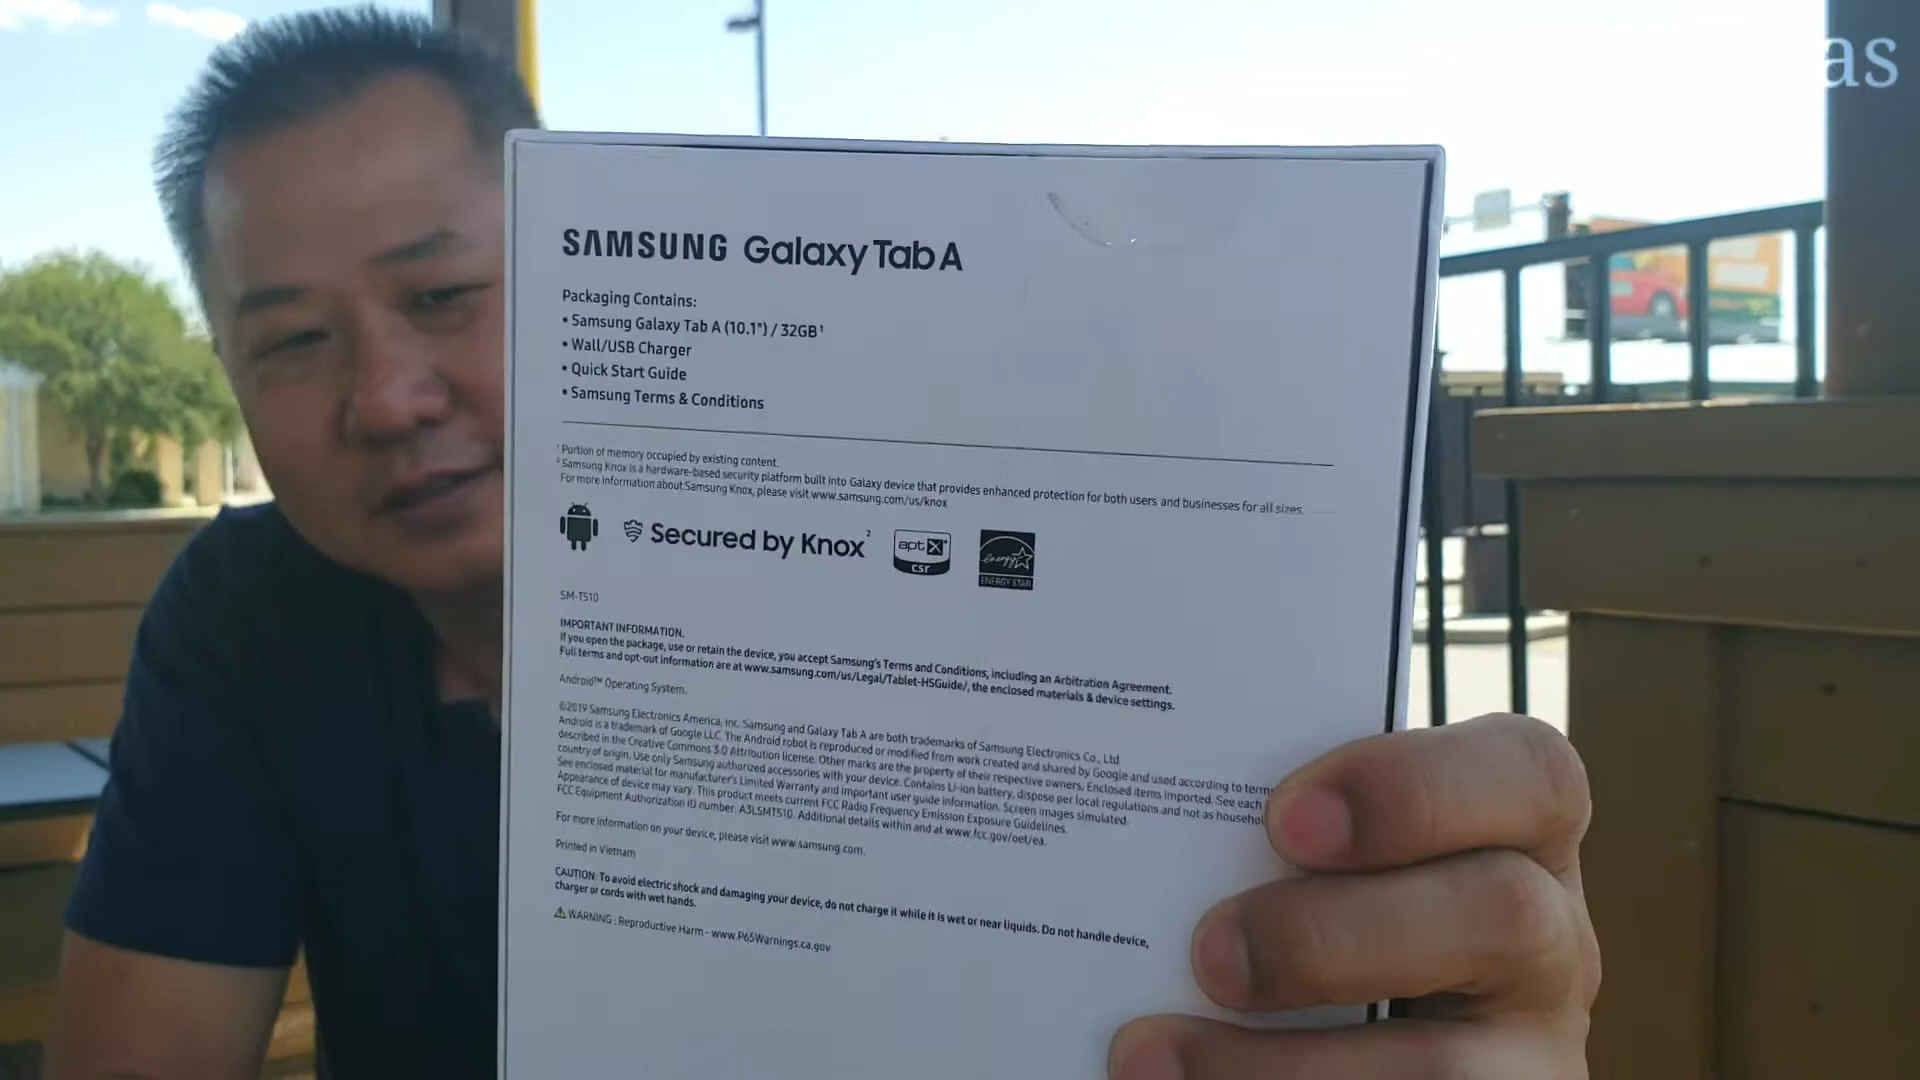 as
SAMSUNG Galaxy Tab A
Packaging Contains:
• Samsung Galaxy Tab A (10.1") / 32GB¹
• Wall/USB Charger
• Quick Start Guide
• Samsung Terms & Conditions
¹ Portion of memory occupied by existing content.
² Samsung Knox is a hardware-based security platform built into Galaxy device that provides enhanced protection for both users and businesses for all sizes.
For more information about Samsung Knox, please visit www.samsung.com/us/knox
Secured by Knox²
aptX
csr
energy
ENERGY STAR
SM-T510
IMPORTANT INFORMATION.
If you open the package, use or retain the device, you accept Samsung's Terms and Conditions, including an Arbitration Agreement.
Full terms and opt-out information are at www.samsung.com/us/Legal/Tablet-HSGuide/, the enclosed materials & device settings.
Android™ Operating System.
©2019 Samsung Electronics America, Inc. Samsung and Galaxy Tab A are both trademarks of Samsung Electronics Co., Ltd
Android is a trademark of Google LLC. The Android robot is reproduced or modified from work created and shared by Google and used according to terms
described in the Creative Commons 3.0 Attribution license. Other marks are the property of their respective owners. Enclosed items imported. See each
country of origin. Use only Samsung authorized accessories with your device. Contains Li-ion battery, dispose per local regulations and not as househol
See enclosed material for manufacturer's Limited Warranty and important user guide information. Screen images simulated.
Appearance of device may vary. This product meets current FCC Radio Frequency Emission Exposure Guidelines.
FCC Equipment Authorization ID number: A3LSMT510. Additional details within and at www.fcc.gov/oet/ea.
For more information on your device, please visit www.samsung.com.
Printed in Vietnam
CAUTION: To avoid electric shock and damaging your device, do not charge it while it is wet or near liquids. Do not handle device,
charger or cords with wet hands.
WARNING : Reproductive Harm - www.P65Warnings.ca.gov